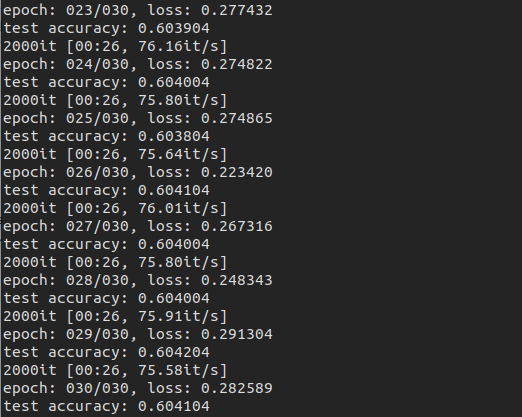 epoch: 023/030, loss: 0.277432
test accuracy: 0.603904
2000it [00:26, 76.16it/s]
epoch: 024/030, loss: 0.274822
test accuracy: 0.604004
2000it [00:26, 75.80it/s]
epoch: 025/030, loss: 0.274865
test accuracy: 0.603804
2000it [00:26, 75.64it/s]
epoch: 026/030, loss: 0.223420
test accuracy: 0.604104
2000it [00:26, 76.01it/s]
epoch: 027/030, loss: 0.267316
test accuracy: 0.604004
2000it [00:26, 75.80it/s]
epoch: 028/030, loss: 0.248343
test accuracy: 0.604004
2000it [00:26, 75.91it/s]
epoch: 029/030, loss: 0.291304
test accuracy: 0.604204
2000it [00:26, 75.58it/s]
epoch: 030/030, loss: 0.282589
test accuracy: 0.604104